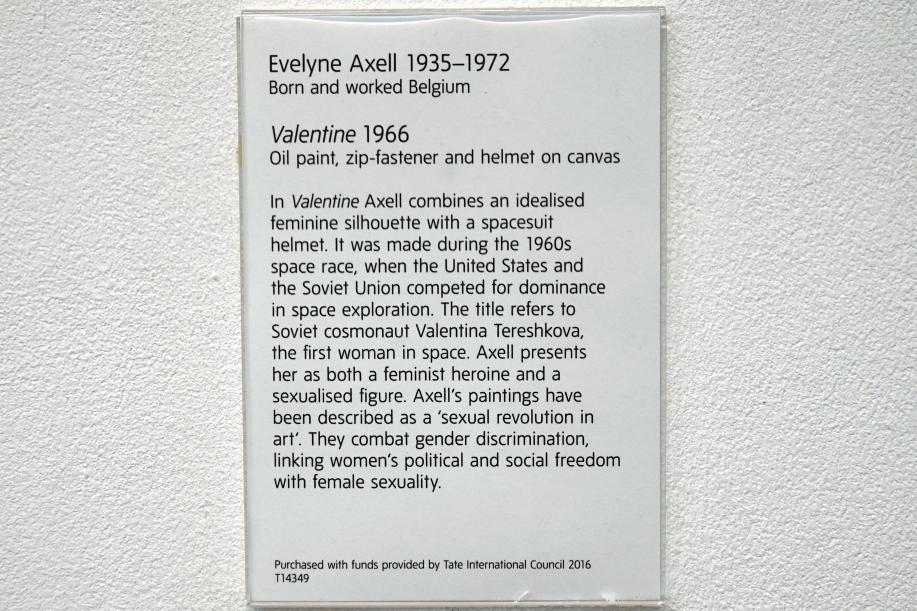 Evelyne Axell 1935–1972
Born and worked Belgium
Valentine 1966
Oil paint, zip-fastener and helmet on canvas
In Valentine Axell combines an idealised
feminine silhouette with a spacesuit
helmet. It was made during the 1960s
space race, when the United States and
the Soviet Union competed for dominance
in space exploration. The title refers to
Soviet cosmonaut Valentina Tereshkova,
the first woman in space. Axell presents
her as both a feminist heroine and a
sexualised figure. Axell’s paintings have
been described as a ‘sexual revolution in
art’. They combat gender discrimination,
linking women’s political and social freedom
with female sexuality.
Purchased with funds provided by Tate International Council 2016
T14349